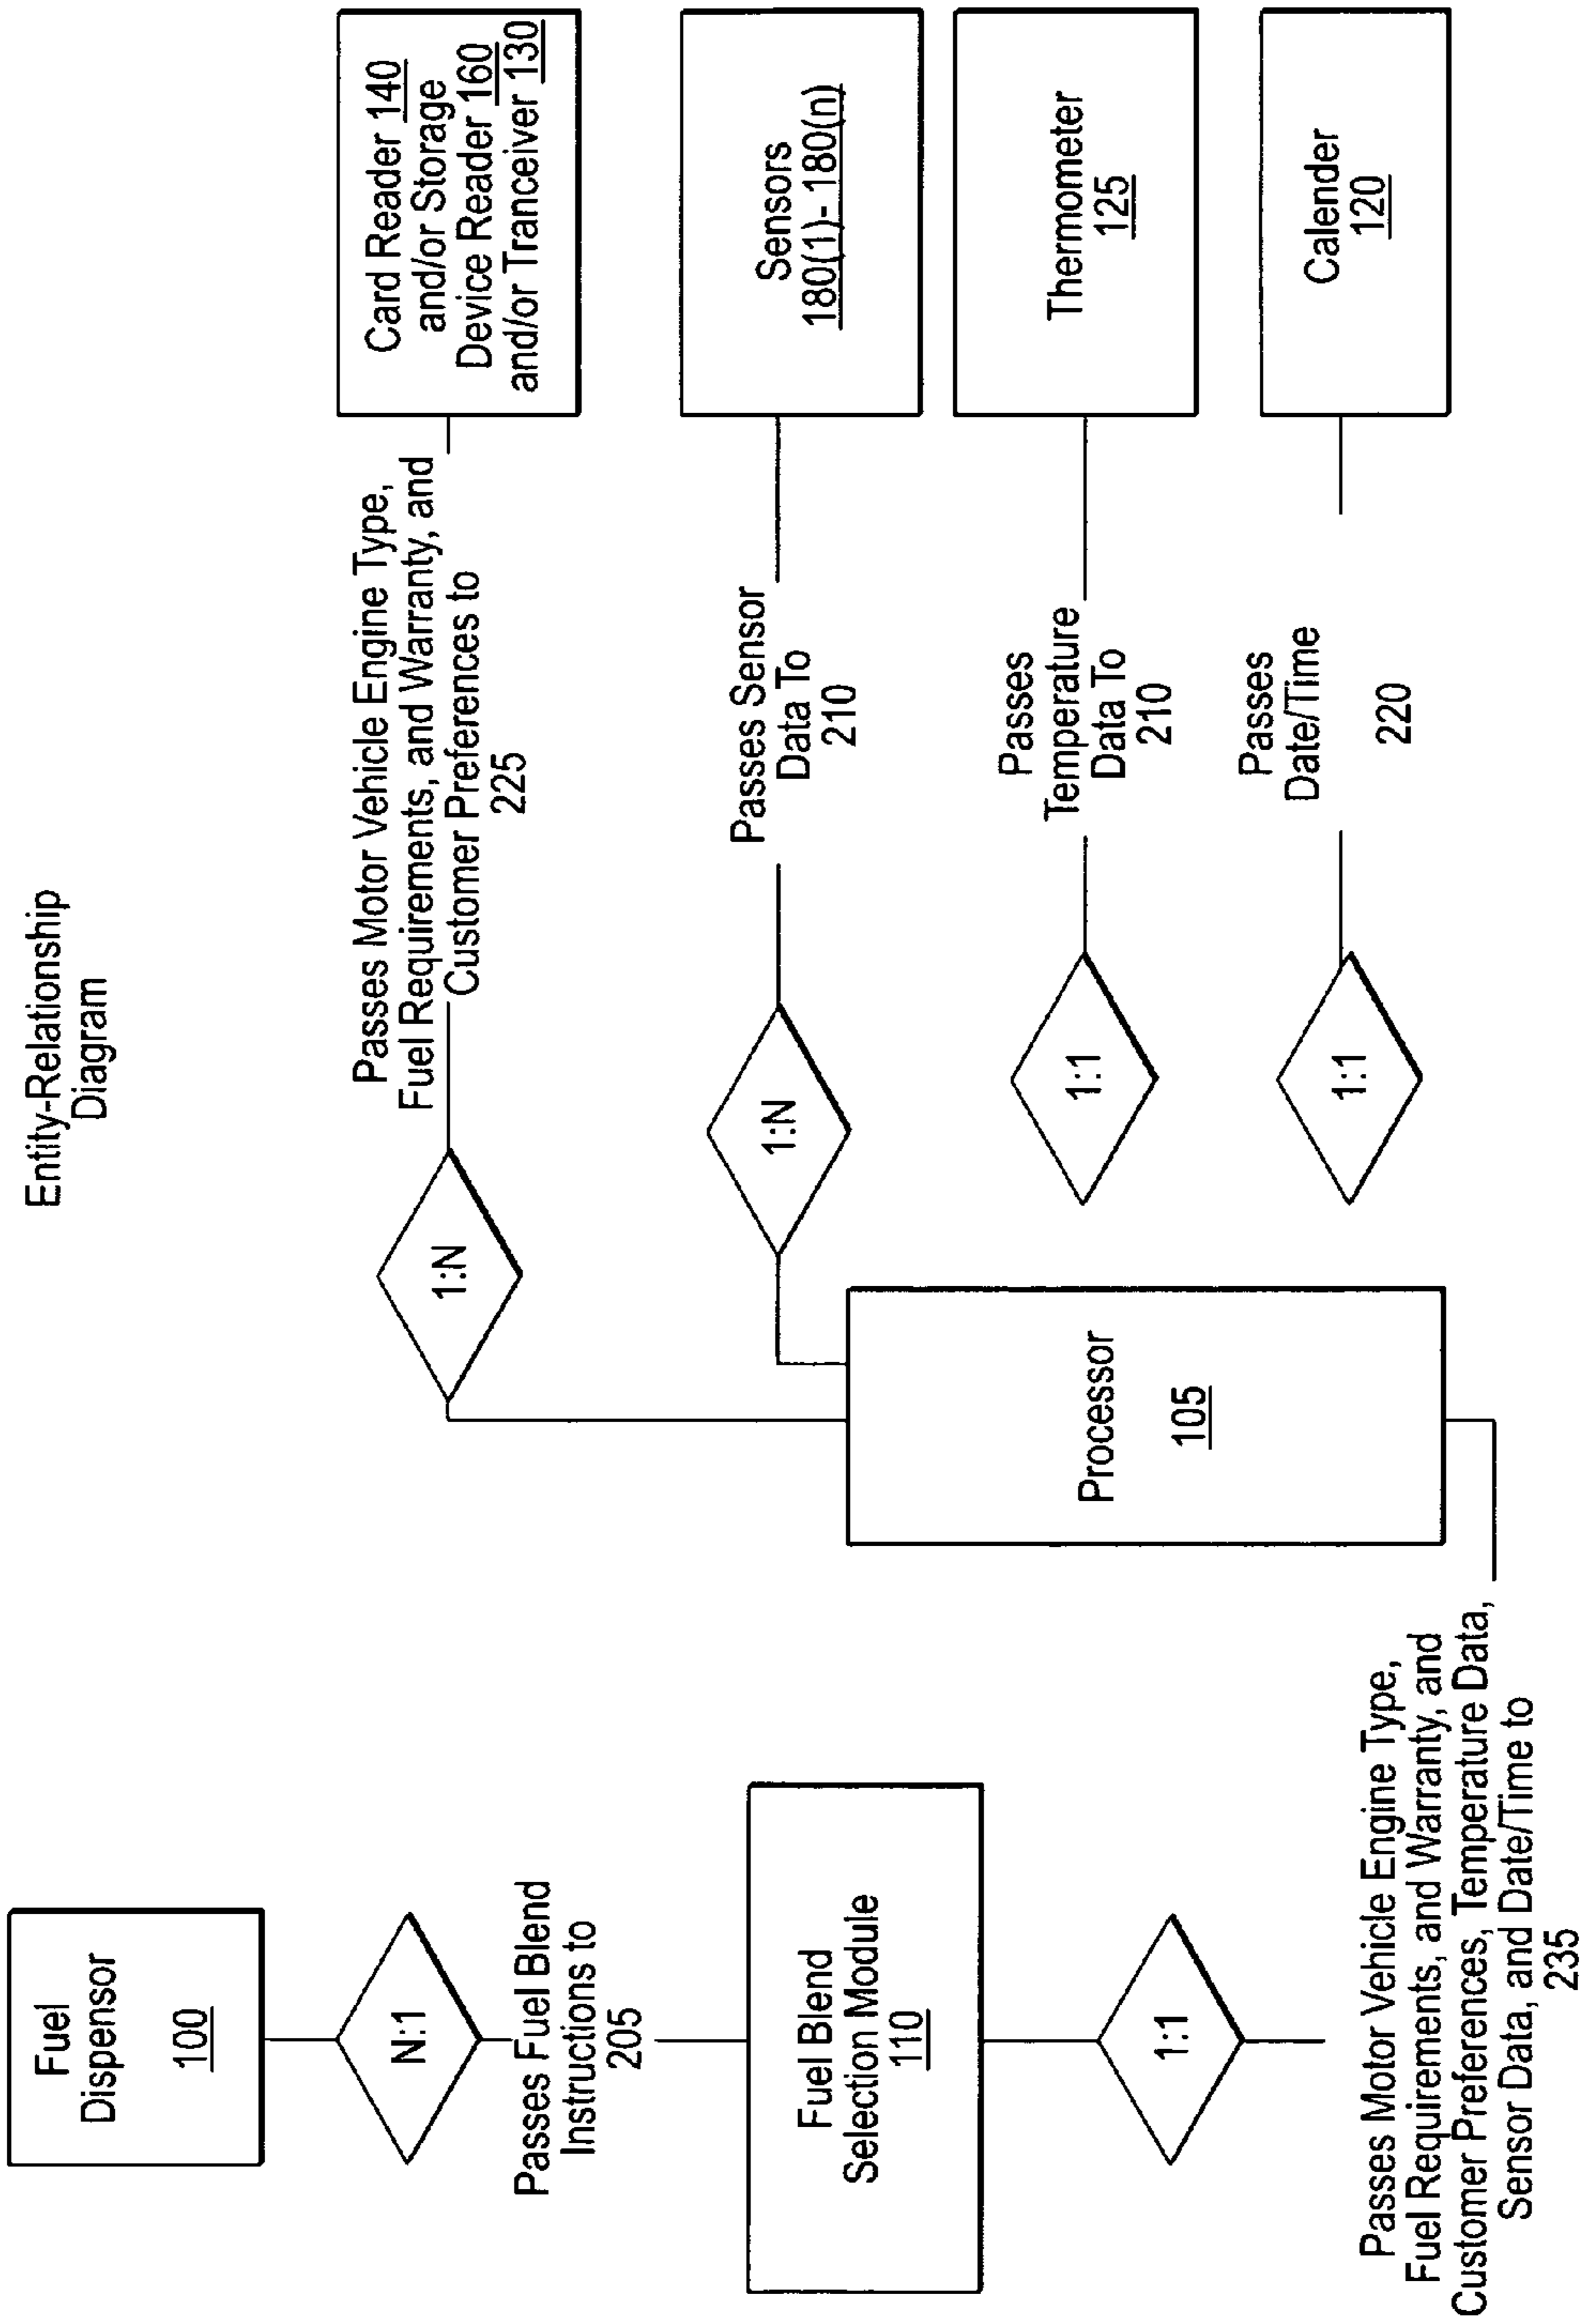 Entity-Relationship
Diagram
Fuel
Dispensor
100
N:1
Passes Fuel Blend
Instructions to
205
Fuel Blend
Selection Module
110
1:1
Passes Motor Vehicle Engine Type,
Fuel Requirements, and Warranty, and
Customer Preferences, Temperature Data,
Sensor Data, and Date/Time to
235
Processor
105
1:N
Passes Motor Vehicle Engine Type,
Fuel Requirements, and Warranty, and
Customer Preferences to
225
Card Reader 140
and/or Storage
Device Reader 160
and/or Tranceiver 130
1:N
Passes Sensor
Data To
210
Sensors
180(1)- 180(n)
1:1
Passes
Temperature
Data To
210
Thermometer
125
1:1
Passes
Date/Time
220
Calender
120